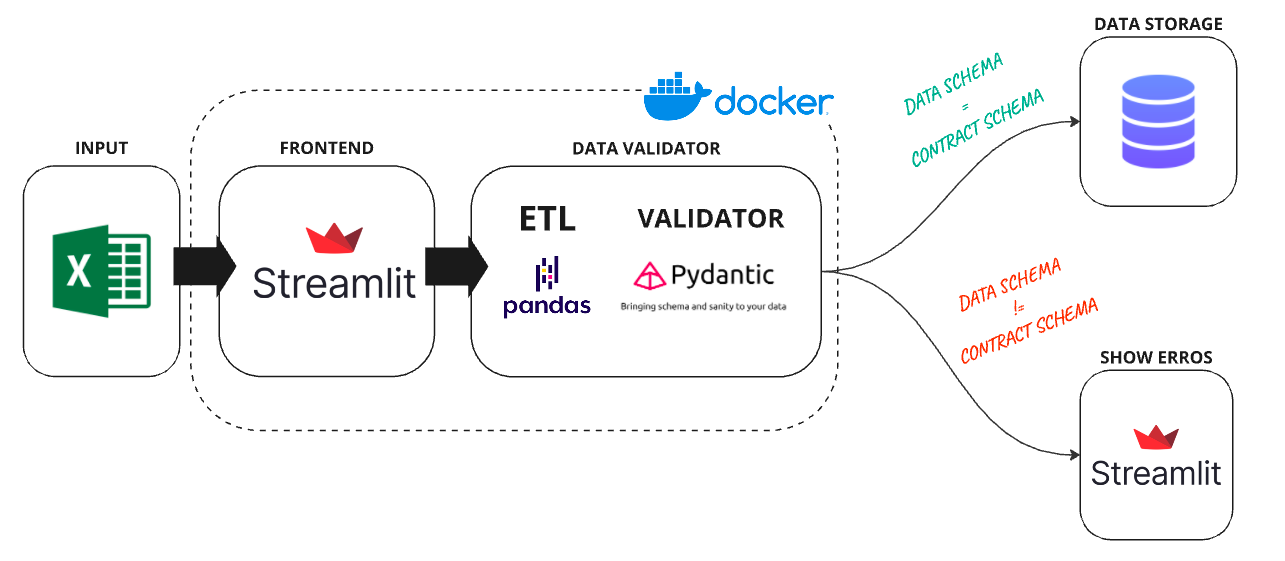 DATA STORAGE
docker
DATA SCHEMA
=
CONTRACT SCHEMA
INPUT
FRONTEND
DATA VALIDATOR
X
Streamlit
ETL
pandas
VALIDATOR
Pydantic
Bringing schema and sanity to your data
DATA SCHEMA
!=
CONTRACT SCHEMA
SHOW ERROS
Streamlit